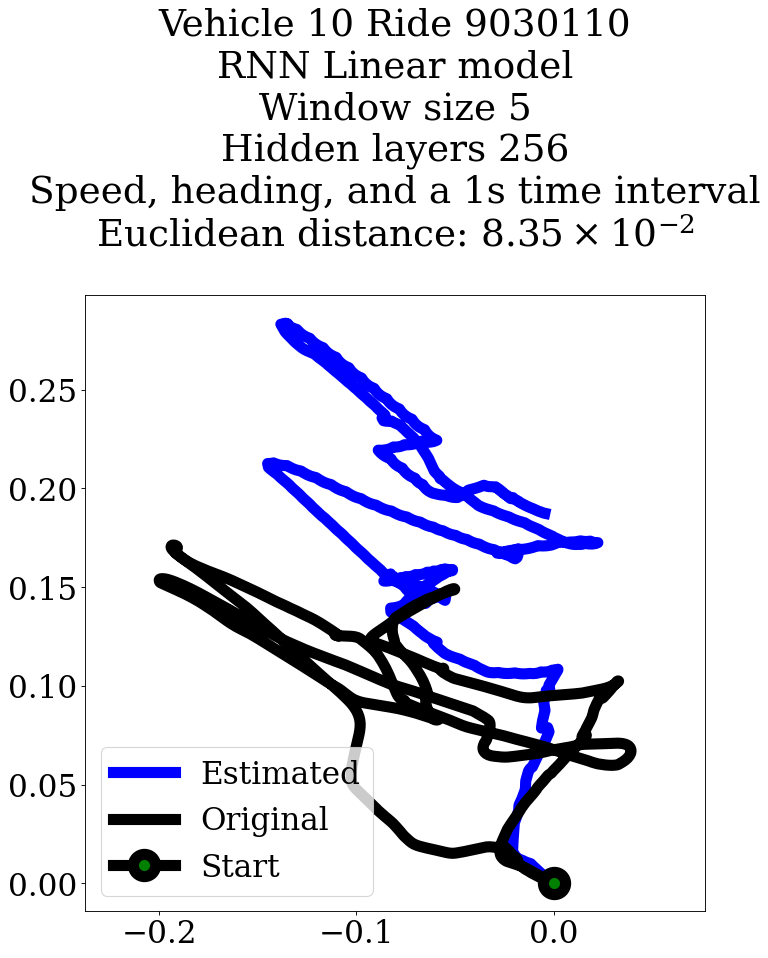 Vehicle 10 Ride 9030110
RNN Linear model
Window size 5
Hidden layers 256
Speed, heading, and a 1s time interval
Euclidean distance: 8.35 × 10⁻²
0.25
0.20
0.15
0.10
0.05
0.00
Estimated
Original
Start
−0.2
−0.1
0.0